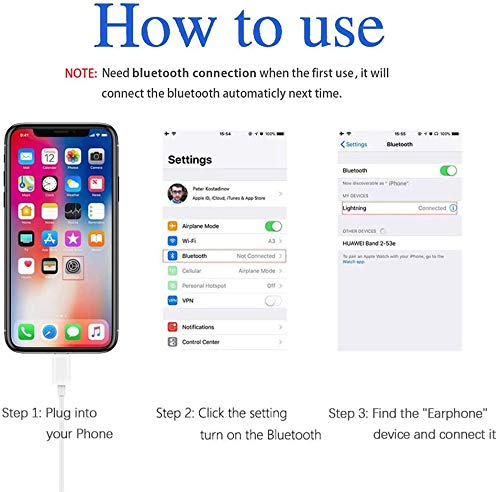 How to use
NOTE: Need bluetooth connection when the first use, it will
connect the bluetooth automaticly next time.
9:41
15:54
Settings
Peter Kostadinov
Apple ID, iCloud, iTunes & App Store
Airplane Mode
Wi-Fi A3
Bluetooth Not Connected
Cellular Airplane Mode
Personal Hotspot Off
VPN
Notifications
Control Center
15:55
Settings Bluetooth
Bluetooth
Now discoverable as "iPhone".
MY DEVICES
Lightning Connected
OTHER DEVICES
HUAWEI Band 2-53e
To pair an Apple Watch with your iPhone, go to the
Watch app.
Step 1: Plug into
your Phone
Step 2: Click the setting
turn on the Bluetooth
Step 3: Find the "Earphone"
device and connect it